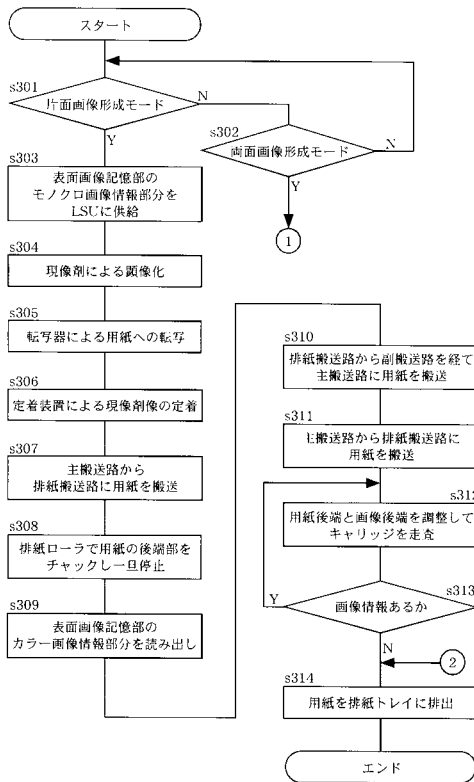 スタート
s301
片面画像形成モード
N
Y
s302
両面画像形成モード
N
Y
1
s303
表面画像記憶部の
モノクロ画像情報部分を
LSUに供給
s304
現像剤による顕像化
s305
転写器による用紙への転写
s306
定着装置による現像剤像の定着
s307
主搬送路から
排紙搬送路に用紙を搬送
s308
排紙ローラで用紙の後端部を
チャックし一旦停止
s309
表面画像記憶部の
カラー画像情報部分を読み出し
s310
排紙搬送路から副搬送路を経て
主搬送路に用紙を搬送
s311
主搬送路から排紙搬送路に
用紙を搬送
s312
用紙後端と画像後端を調整して
キャリッジを走査
s313
画像情報あるか
Y
N
2
s314
用紙を排紙トレイに排出
エンド